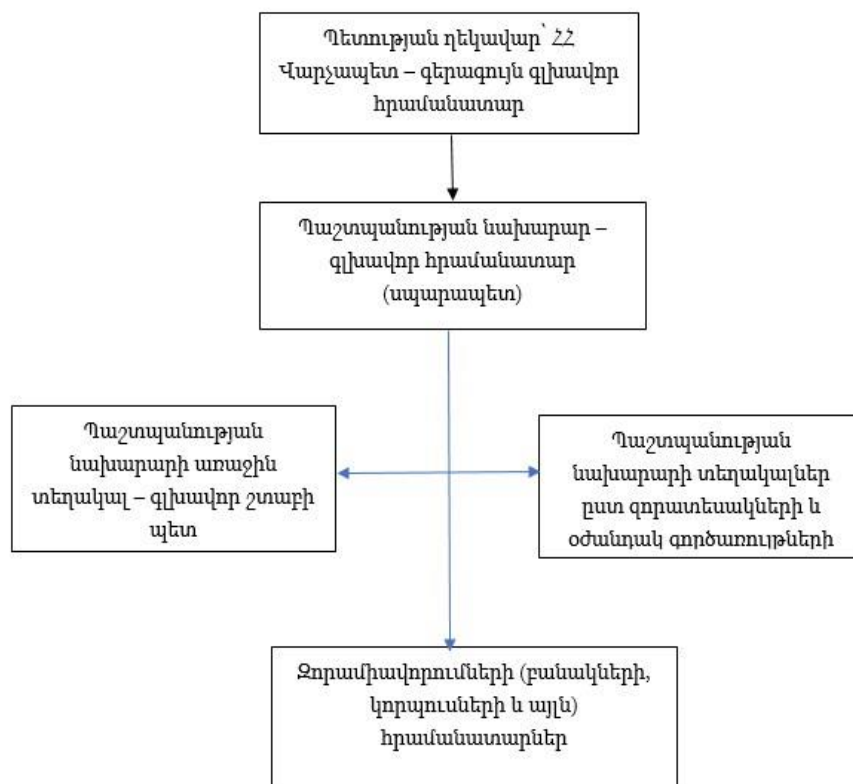 Պետության ղեկավար՝ ՀՀ
Վարչապետ – գերագույն գլխավոր
հրամանատար
Պաշտպանության նախարար –
գլխավոր հրամանատար
(սպարապետ)
Պաշտպանության
նախարարի առաջին
տեղակալ – գլխավոր շտաբի
պետ
Պաշտպանության
նախարարի տեղակալներ
ըստ զորատեսակների և
օժանդակ գործառույթների
Զորամիավորումների (բանակների,
կորպուսների և այլն)
հրամանատարներ